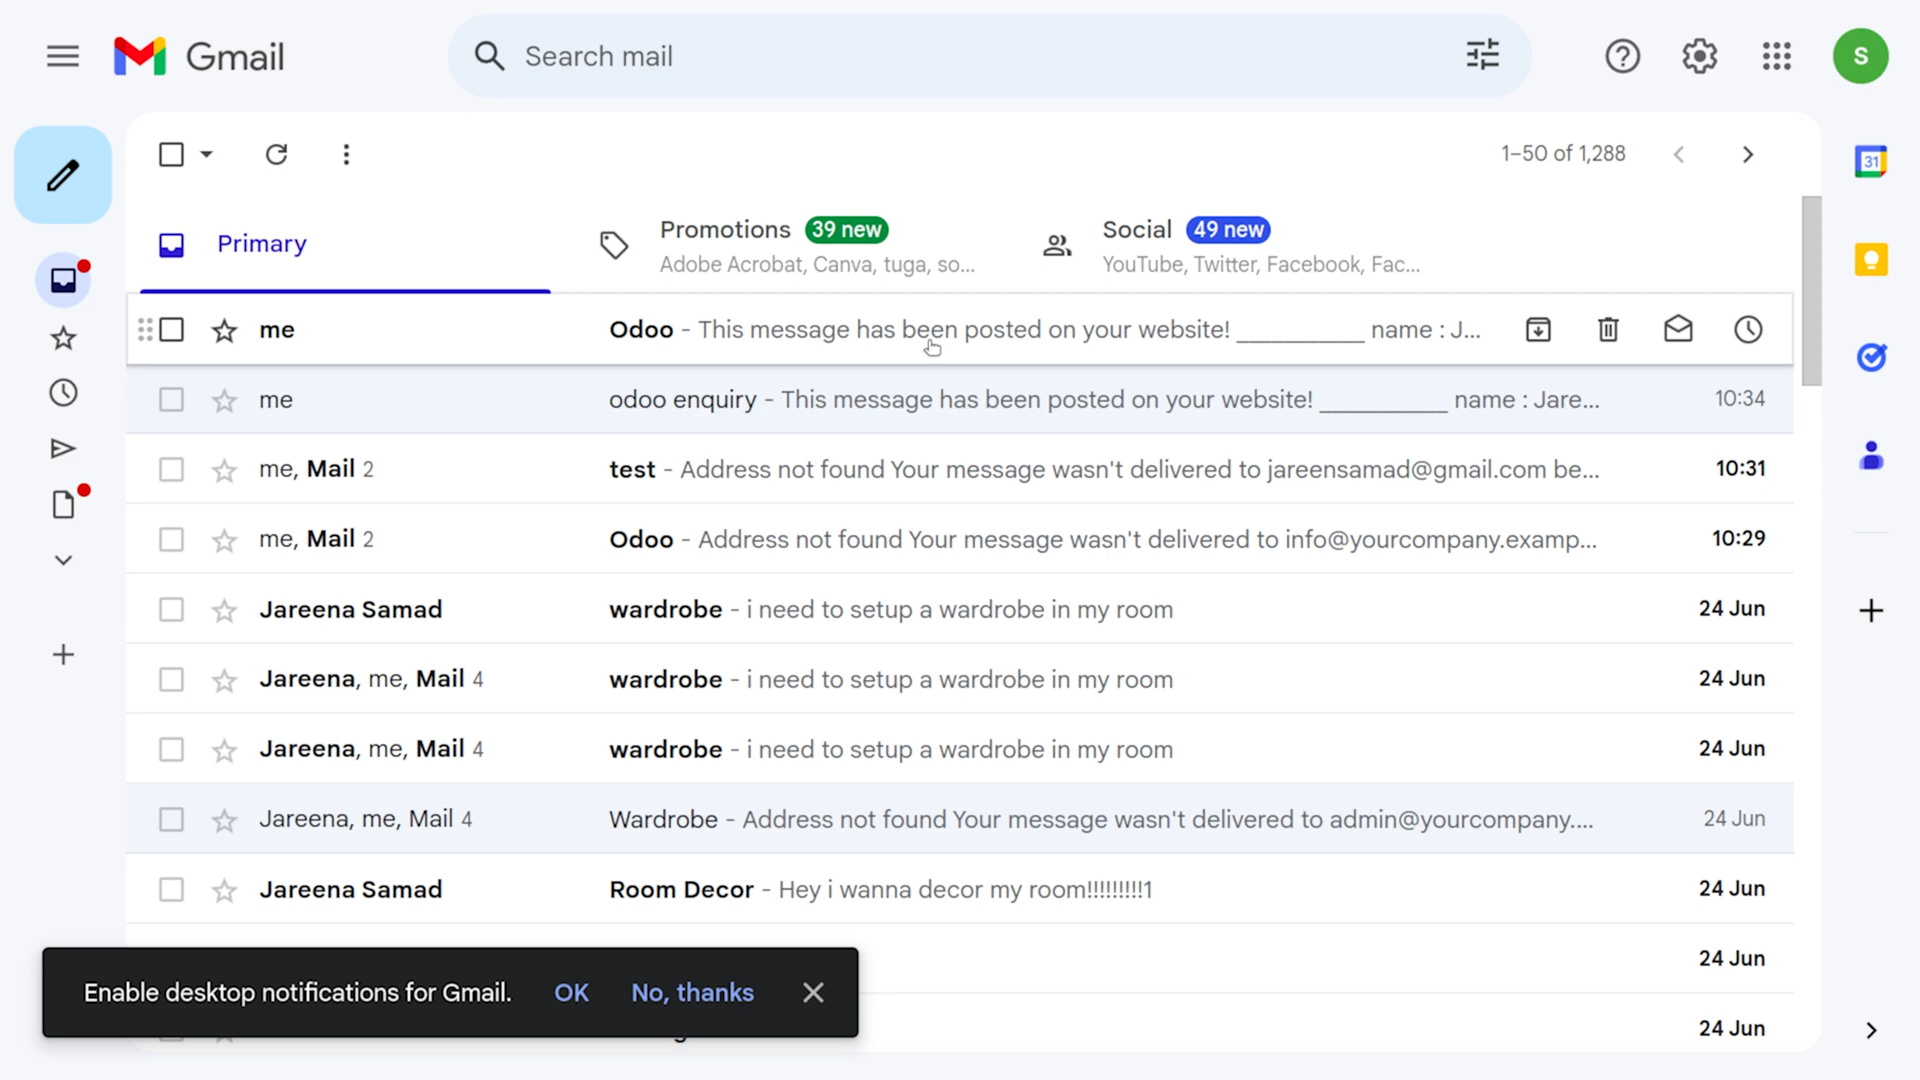 Gmail
Search mail
S
1–50 of 1,288
31
Primary
Promotions 39 new
Adobe Acrobat, Canva, tuga, so...
Social 49 new
YouTube, Twitter, Facebook, Fac...
me Odoo - This message has been posted on your website! __________ name : J...
me odoo enquiry - This message has been posted on your website! __________ name : Jare... 10:34
me, Mail 2 test - Address not found Your message wasn't delivered to jareensamad@gmail.com be... 10:31
me, Mail 2 Odoo - Address not found Your message wasn't delivered to info@yourcompany.examp... 10:29
Jareena Samad wardrobe - i need to setup a wardrobe in my room 24 Jun
Jareena, me, Mail 4 wardrobe - i need to setup a wardrobe in my room 24 Jun
Jareena, me, Mail 4 wardrobe - i need to setup a wardrobe in my room 24 Jun
Jareena, me, Mail 4 Wardrobe - Address not found Your message wasn't delivered to admin@yourcompany.... 24 Jun
Jareena Samad Room Decor - Hey i wanna decor my room!!!!!!!!!1 24 Jun
24 Jun
Enable desktop notifications for Gmail. OK No, thanks
24 Jun